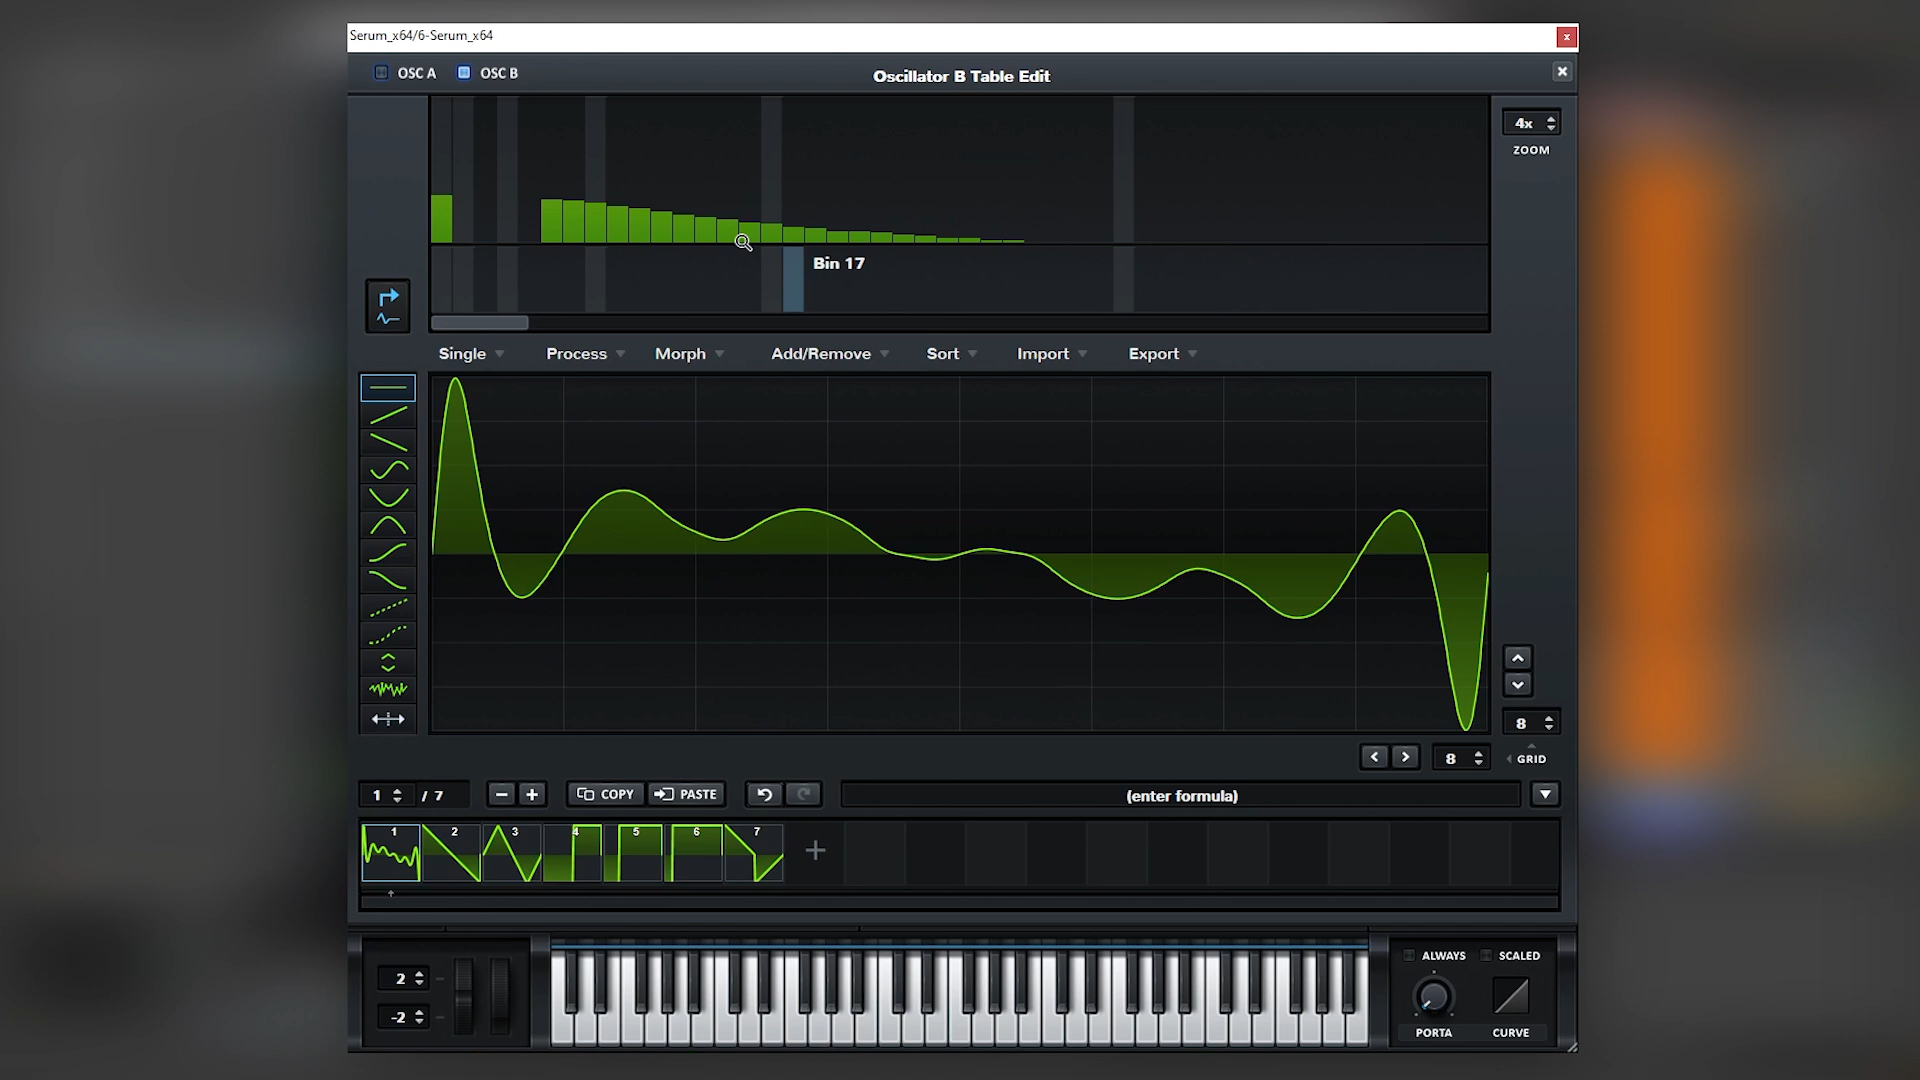 Serum_x64/6-Serum_x64
x
OSC A OSC B
Oscillator B Table Edit
4x
ZOOM
Bin 17
Single Process Morph Add/Remove Sort Import Export
8
8
GRID
1 / 7
COPY PASTE
(enter formula)
1 2 3 4 5 6 7
2
-2
ALWAYS SCALED
PORTA CURVE